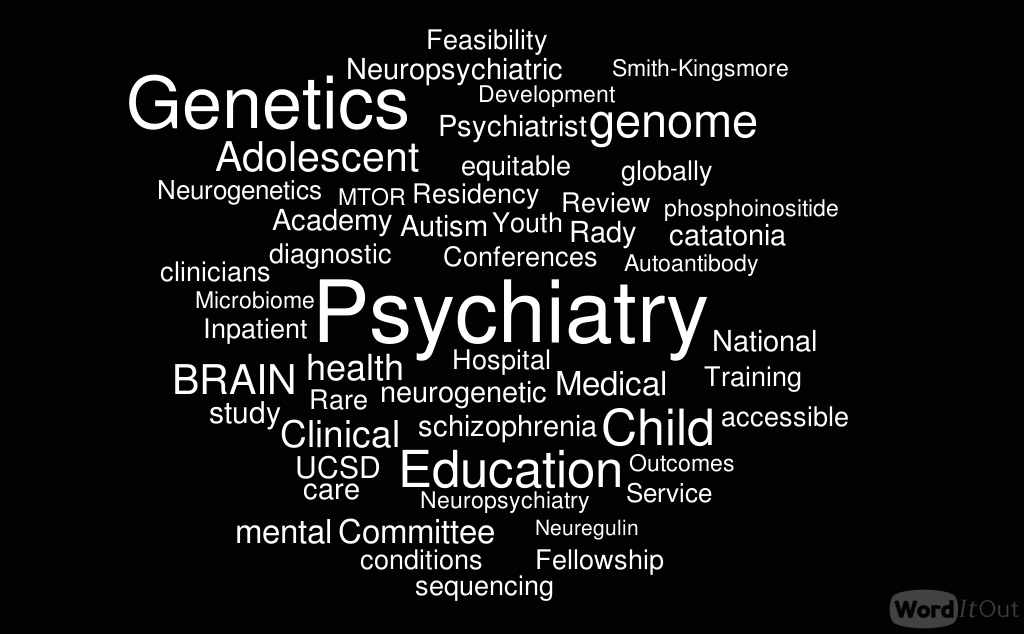 Feasibility
Neuropsychiatric Smith-Kingsmore
Development
Genetics
Psychiatrist genome
Adolescent equitable globally
Neurogenetics MTOR Residency Review phosphoinositide
Academy Autism Youth Rady catatonia
diagnostic Conferences Autoantibody
clinicians
Microbiome
Psychiatry
Inpatient National
health Hospital
BRAIN neurogenetic Medical Training
Rare
study schizophrenia Child accessible
Clinical
UCSD Education Outcomes
care Neuropsychiatry Service
mental Committee Neuregulin
conditions Fellowship
sequencing
WordItOut